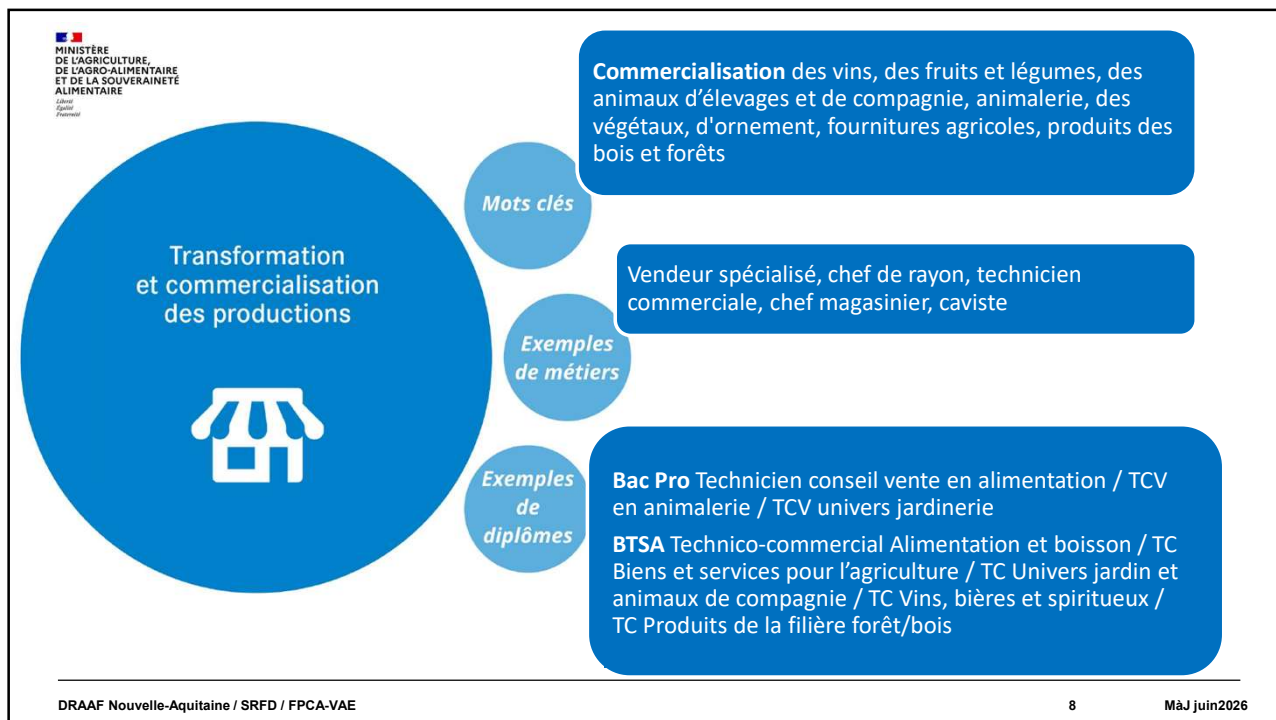 MINISTÈRE
DE L'AGRICULTURE,
DE L'AGRO-ALIMENTAIRE
ET DE LA SOUVERAINETÉ
ALIMENTAIRE
Liberté
Égalité
Fraternité
Commercialisation des vins, des fruits et légumes, des
animaux d'élevages et de compagnie, animalerie, des
végétaux, d'ornement, fournitures agricoles, produits des
bois et forêts
Mots clés
Transformation
et commercialisation
des productions
Vendeur spécialisé, chef de rayon, technicien
commerciale, chef magasinier, caviste
Exemples
de métiers
Exemples
de
diplômes
Bac Pro Technicien conseil vente en alimentation / TCV
en animalerie / TCV univers jardinerie
BTSA Technico-commercial Alimentation et boisson / TC
Biens et services pour l'agriculture / TC Univers jardin et
animaux de compagnie / TC Vins, bières et spiritueux /
TC Produits de la filière forêt/bois
DRAAF Nouvelle-Aquitaine / SRFD / FPCA-VAE
8
MàJ juin2026